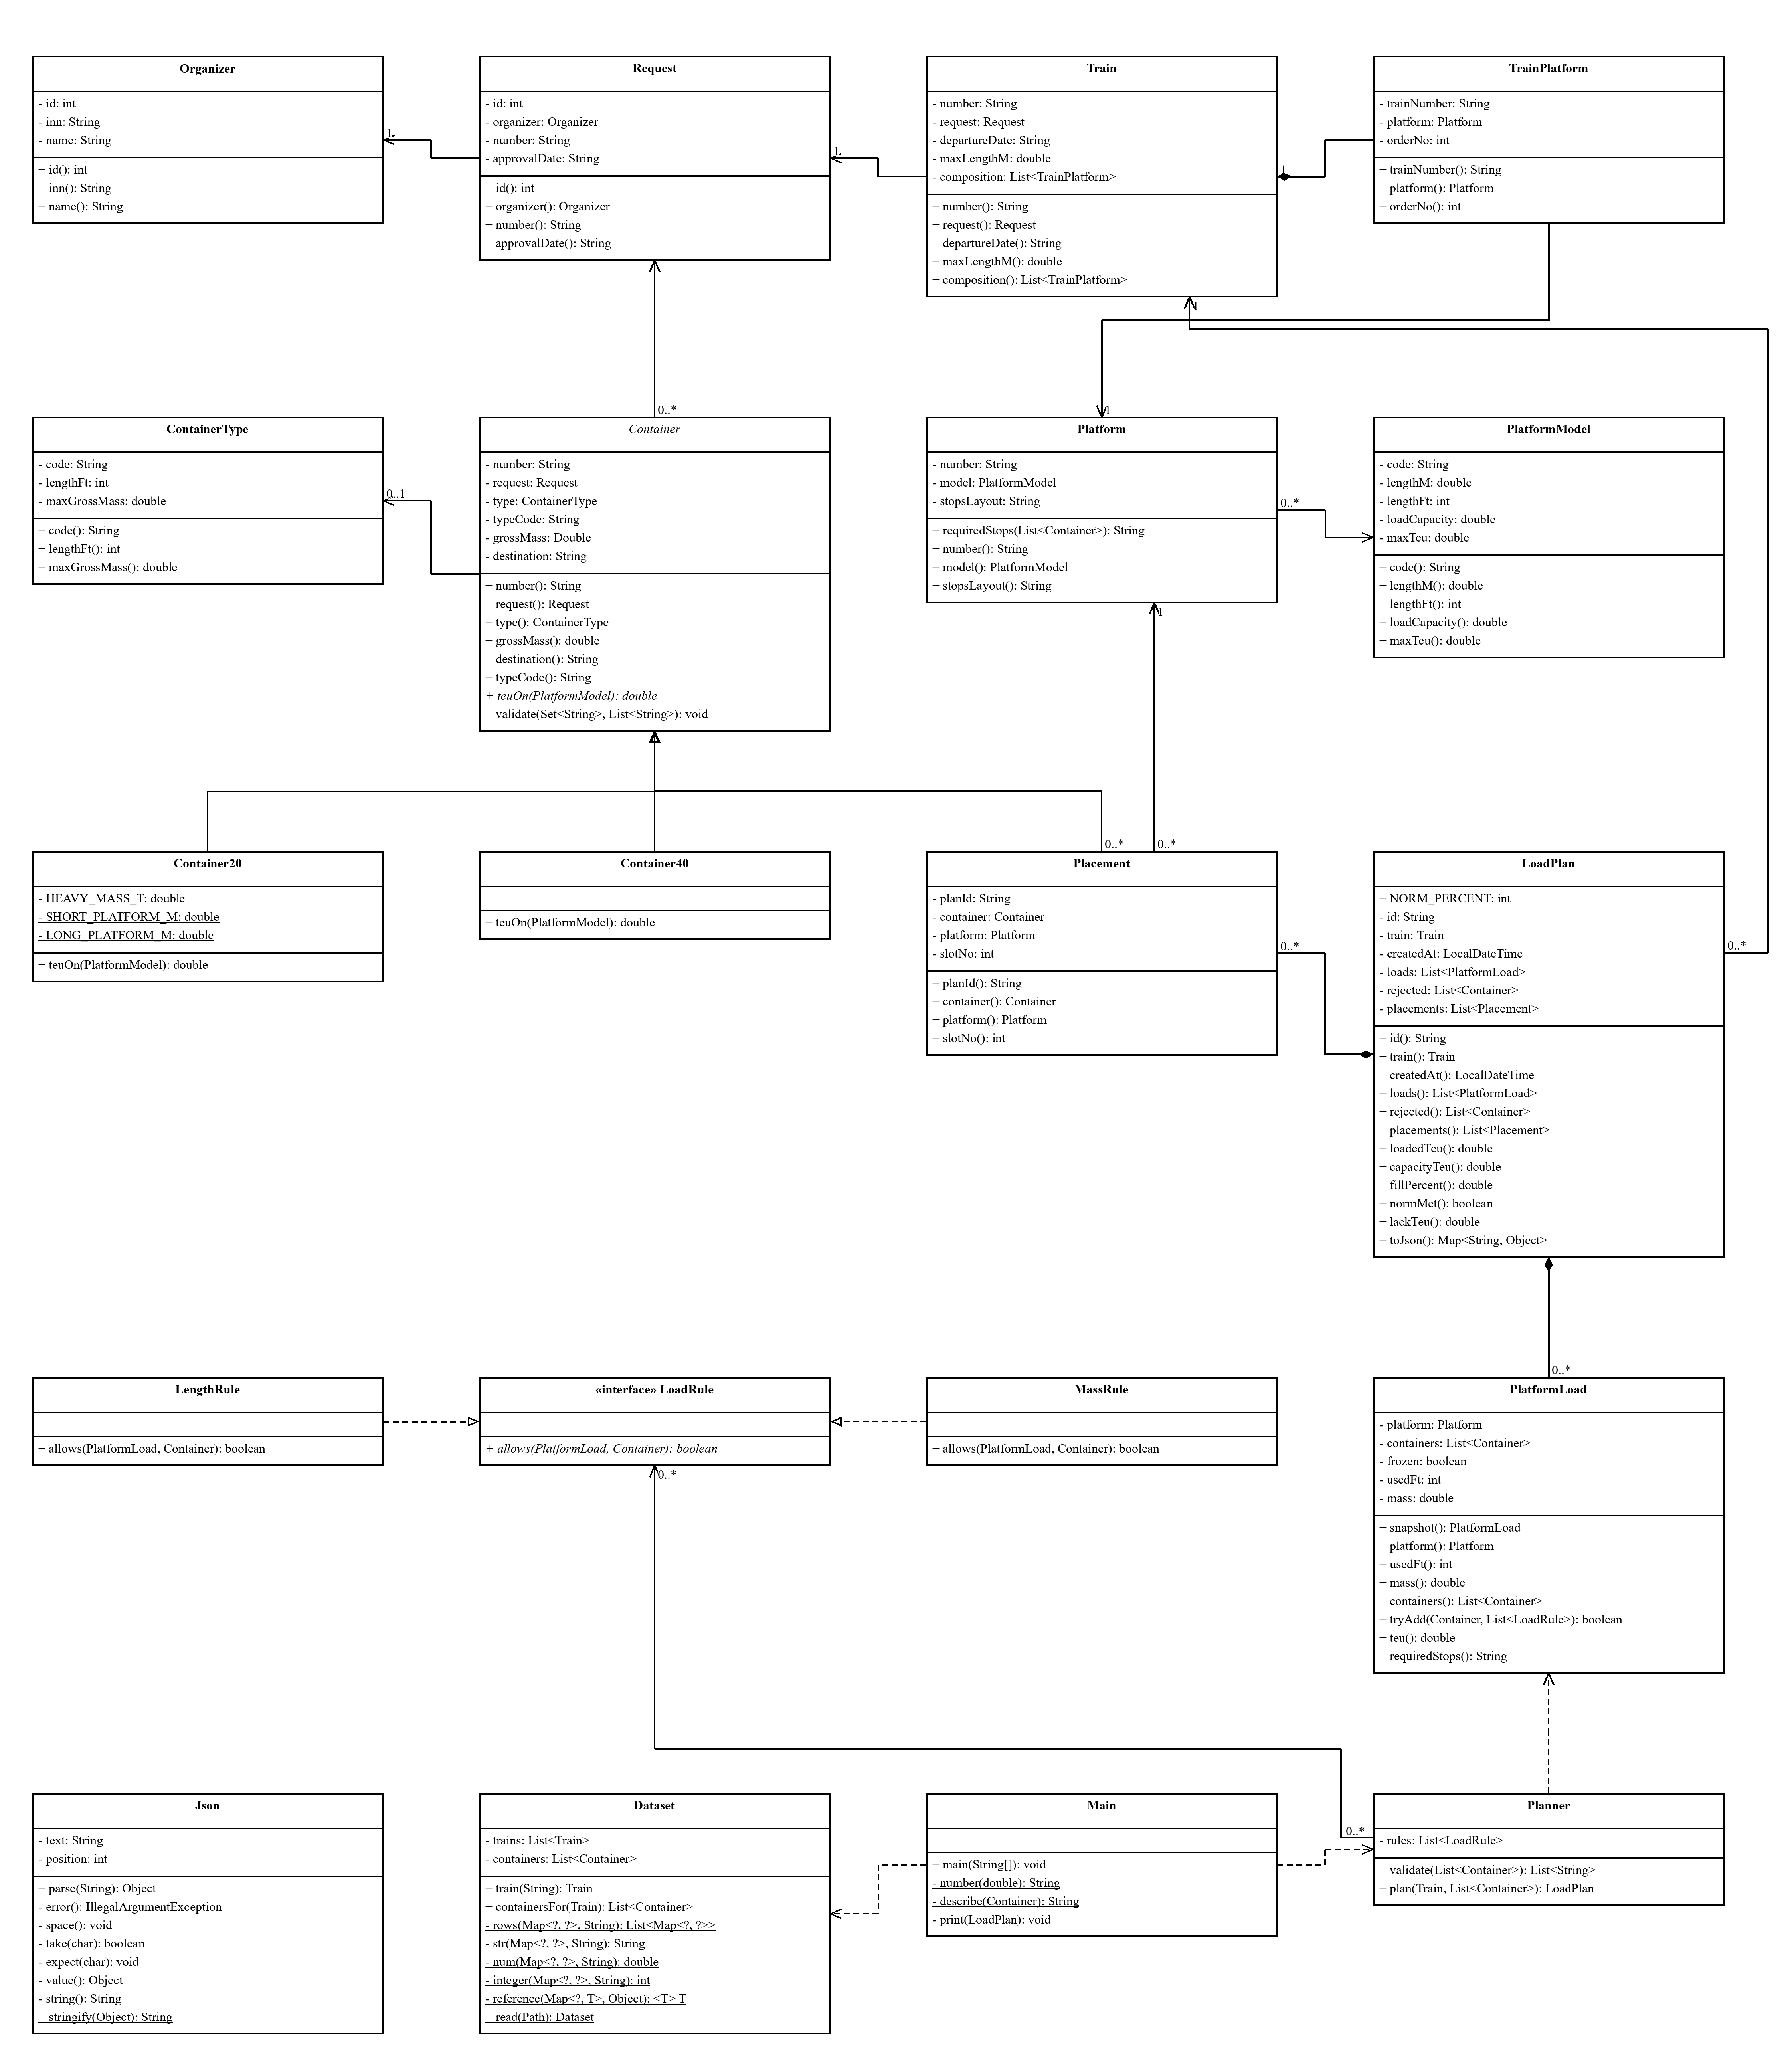 Organizer
- id: int
- inn: String
- name: String
+ id(): int
+ inn(): String
+ name(): String
1
Request
- id: int
- organizer: Organizer
- number: String
- approvalDate: String
+ id(): int
+ organizer(): Organizer
+ number(): String
+ approvalDate(): String
1
Train
- number: String
- request: Request
- departureDate: String
- maxLengthM: double
- composition: List<TrainPlatform>
+ number(): String
+ request(): Request
+ departureDate(): String
+ maxLengthM(): double
+ composition(): List<TrainPlatform>
1
1
TrainPlatform
- trainNumber: String
- platform: Platform
- orderNo: int
+ trainNumber(): String
+ platform(): Platform
+ orderNo(): int
ContainerType
- code: String
- lengthFt: int
- maxGrossMass: double
+ code(): String
+ lengthFt(): int
+ maxGrossMass(): double
0..1
0..*
Container
- number: String
- request: Request
- type: ContainerType
- typeCode: String
- grossMass: Double
- destination: String
+ number(): String
+ request(): Request
+ type(): ContainerType
+ grossMass(): double
+ destination(): String
+ typeCode(): String
+ teuOn(PlatformModel): double
+ validate(Set<String>, List<String>): void
1
Platform
- number: String
- model: PlatformModel
- stopsLayout: String
+ requiredStops(List<Container>): String
+ number(): String
+ model(): PlatformModel
+ stopsLayout(): String
0..*
1
PlatformModel
- code: String
- lengthM: double
- lengthFt: int
- loadCapacity: double
- maxTeu: double
+ code(): String
+ lengthM(): double
+ lengthFt(): int
+ loadCapacity(): double
+ maxTeu(): double
Container20
- HEAVY_MASS_T: double
- SHORT_PLATFORM_M: double
- LONG_PLATFORM_M: double
+ teuOn(PlatformModel): double
Container40
+ teuOn(PlatformModel): double
0..*
0..*
Placement
- planId: String
- container: Container
- platform: Platform
- slotNo: int
+ planId(): String
+ container(): Container
+ platform(): Platform
+ slotNo(): int
0..*
LoadPlan
+ NORM_PERCENT: int
- id: String
- train: Train
- createdAt: LocalDateTime
- loads: List<PlatformLoad>
- rejected: List<Container>
- placements: List<Placement>
+ id(): String
+ train(): Train
+ createdAt(): LocalDateTime
+ loads(): List<PlatformLoad>
+ rejected(): List<Container>
+ placements(): List<Placement>
+ loadedTeu(): double
+ capacityTeu(): double
+ fillPercent(): double
+ normMet(): boolean
+ lackTeu(): double
+ toJson(): Map<String, Object>
0..*
LengthRule
+ allows(PlatformLoad, Container): boolean
«interface» LoadRule
+ allows(PlatformLoad, Container): boolean
0..*
MassRule
+ allows(PlatformLoad, Container): boolean
0..*
PlatformLoad
- platform: Platform
- containers: List<Container>
- frozen: boolean
- usedFt: int
- mass: double
+ snapshot(): PlatformLoad
+ platform(): Platform
+ usedFt(): int
+ mass(): double
+ containers(): List<Container>
+ tryAdd(Container, List<LoadRule>): boolean
+ teu(): double
+ requiredStops(): String
Json
- text: String
- position: int
+ parse(String): Object
- error(): IllegalArgumentException
- space(): void
- take(char): boolean
- expect(char): void
- value(): Object
- string(): String
+ stringify(Object): String
Dataset
- trains: List<Train>
- containers: List<Container>
+ train(String): Train
+ containersFor(Train): List<Container>
- rows(Map<?, ?>, String): List<Map<?, ?>>
- str(Map<?, ?>, String): String
- num(Map<?, ?>, String): double
- integer(Map<?, ?>, String): int
- reference(Map<?, T>, Object): <T> T
+ read(Path): Dataset
Main
+ main(String[]): void
- number(double): String
- describe(Container): String
- print(LoadPlan): void
0..*
Planner
- rules: List<LoadRule>
+ validate(List<Container>): List<String>
+ plan(Train, List<Container>): LoadPlan